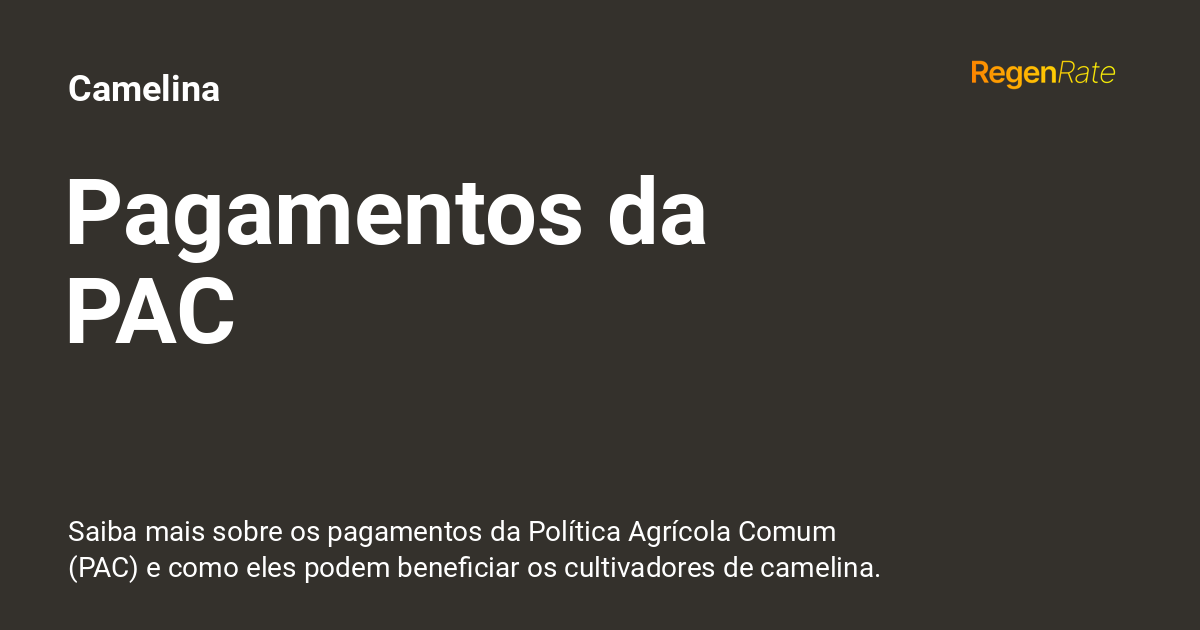 Camelina
RegenRate
Pagamentos da
PAC
Saiba mais sobre os pagamentos da Política Agrícola Comum
(PAC) e como eles podem beneficiar os cultivadores de camelina.